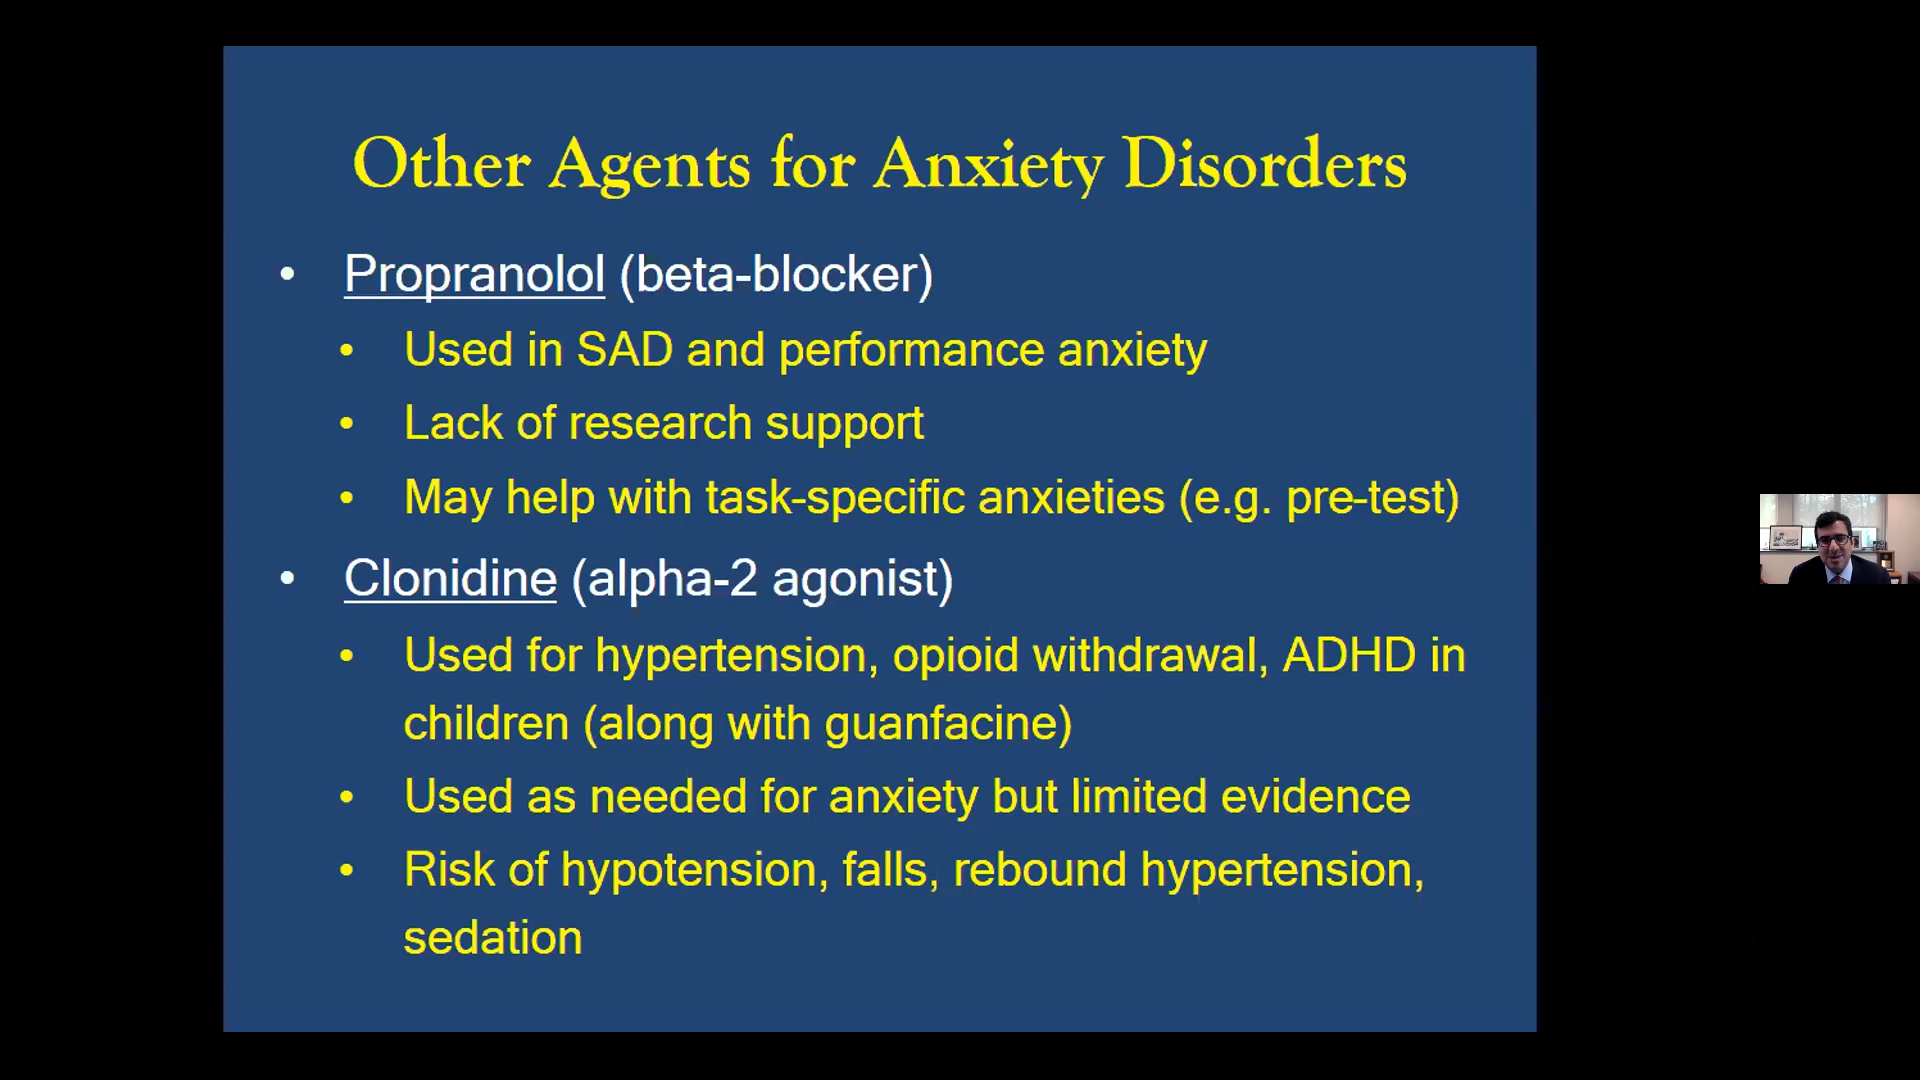 Other Agents for Anxiety Disorders
• Propranolol (beta-blocker)
• Used in SAD and performance anxiety
• Lack of research support
• May help with task-specific anxieties (e.g. pre-test)
• Clonidine (alpha-2 agonist)
• Used for hypertension, opioid withdrawal, ADHD in
children (along with guanfacine)
• Used as needed for anxiety but limited evidence
• Risk of hypotension, falls, rebound hypertension,
sedation